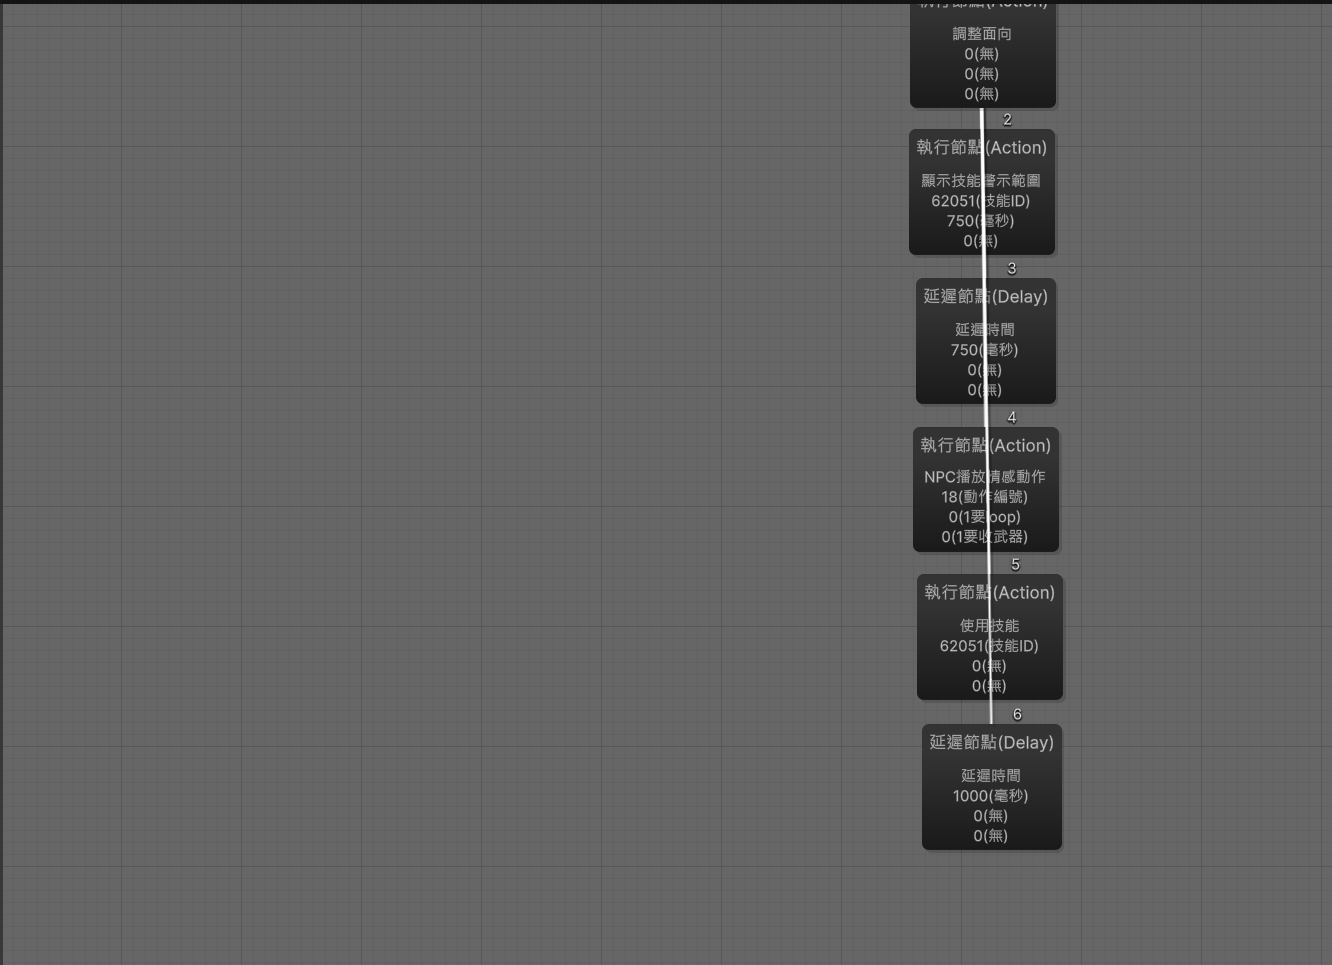 執行節點(Action)
調整面向
0(無)
0(無)
0(無)
2
執行節點(Action)
顯示技能警示範圍
62051(技能ID)
750(毫秒)
0(無)
3
延遲節點(Delay)
延遲時間
750(毫秒)
0(無)
0(無)
4
執行節點(Action)
NPC播放情感動作
18(動作編號)
0(1要loop)
0(1要收武器)
5
執行節點(Action)
使用技能
62051(技能ID)
0(無)
0(無)
6
延遲節點(Delay)
延遲時間
1000(毫秒)
0(無)
0(無)